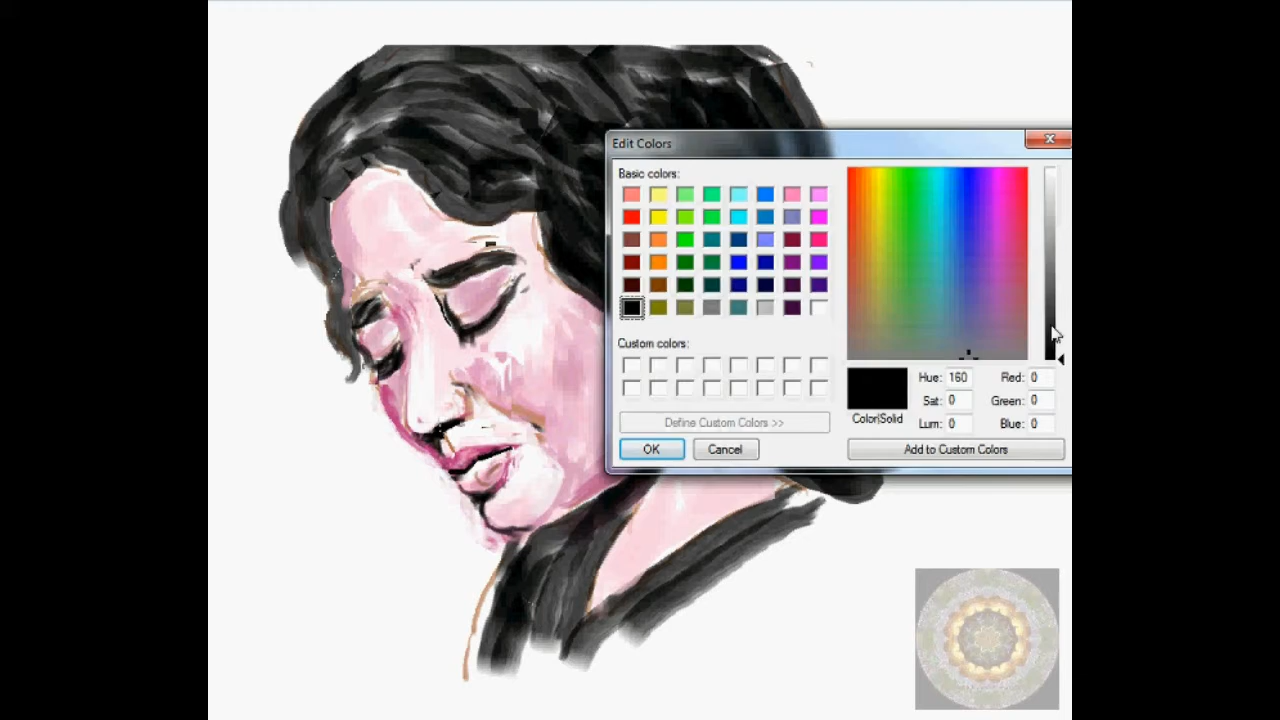 Edit Colors
Basic colors:
Custom colors:
Define Custom Colors >>
OK Cancel
Color|Solid
Hue: 160 Red: 0
Sat: 0 Green: 0
Lum: 0 Blue: 0
Add to Custom Colors